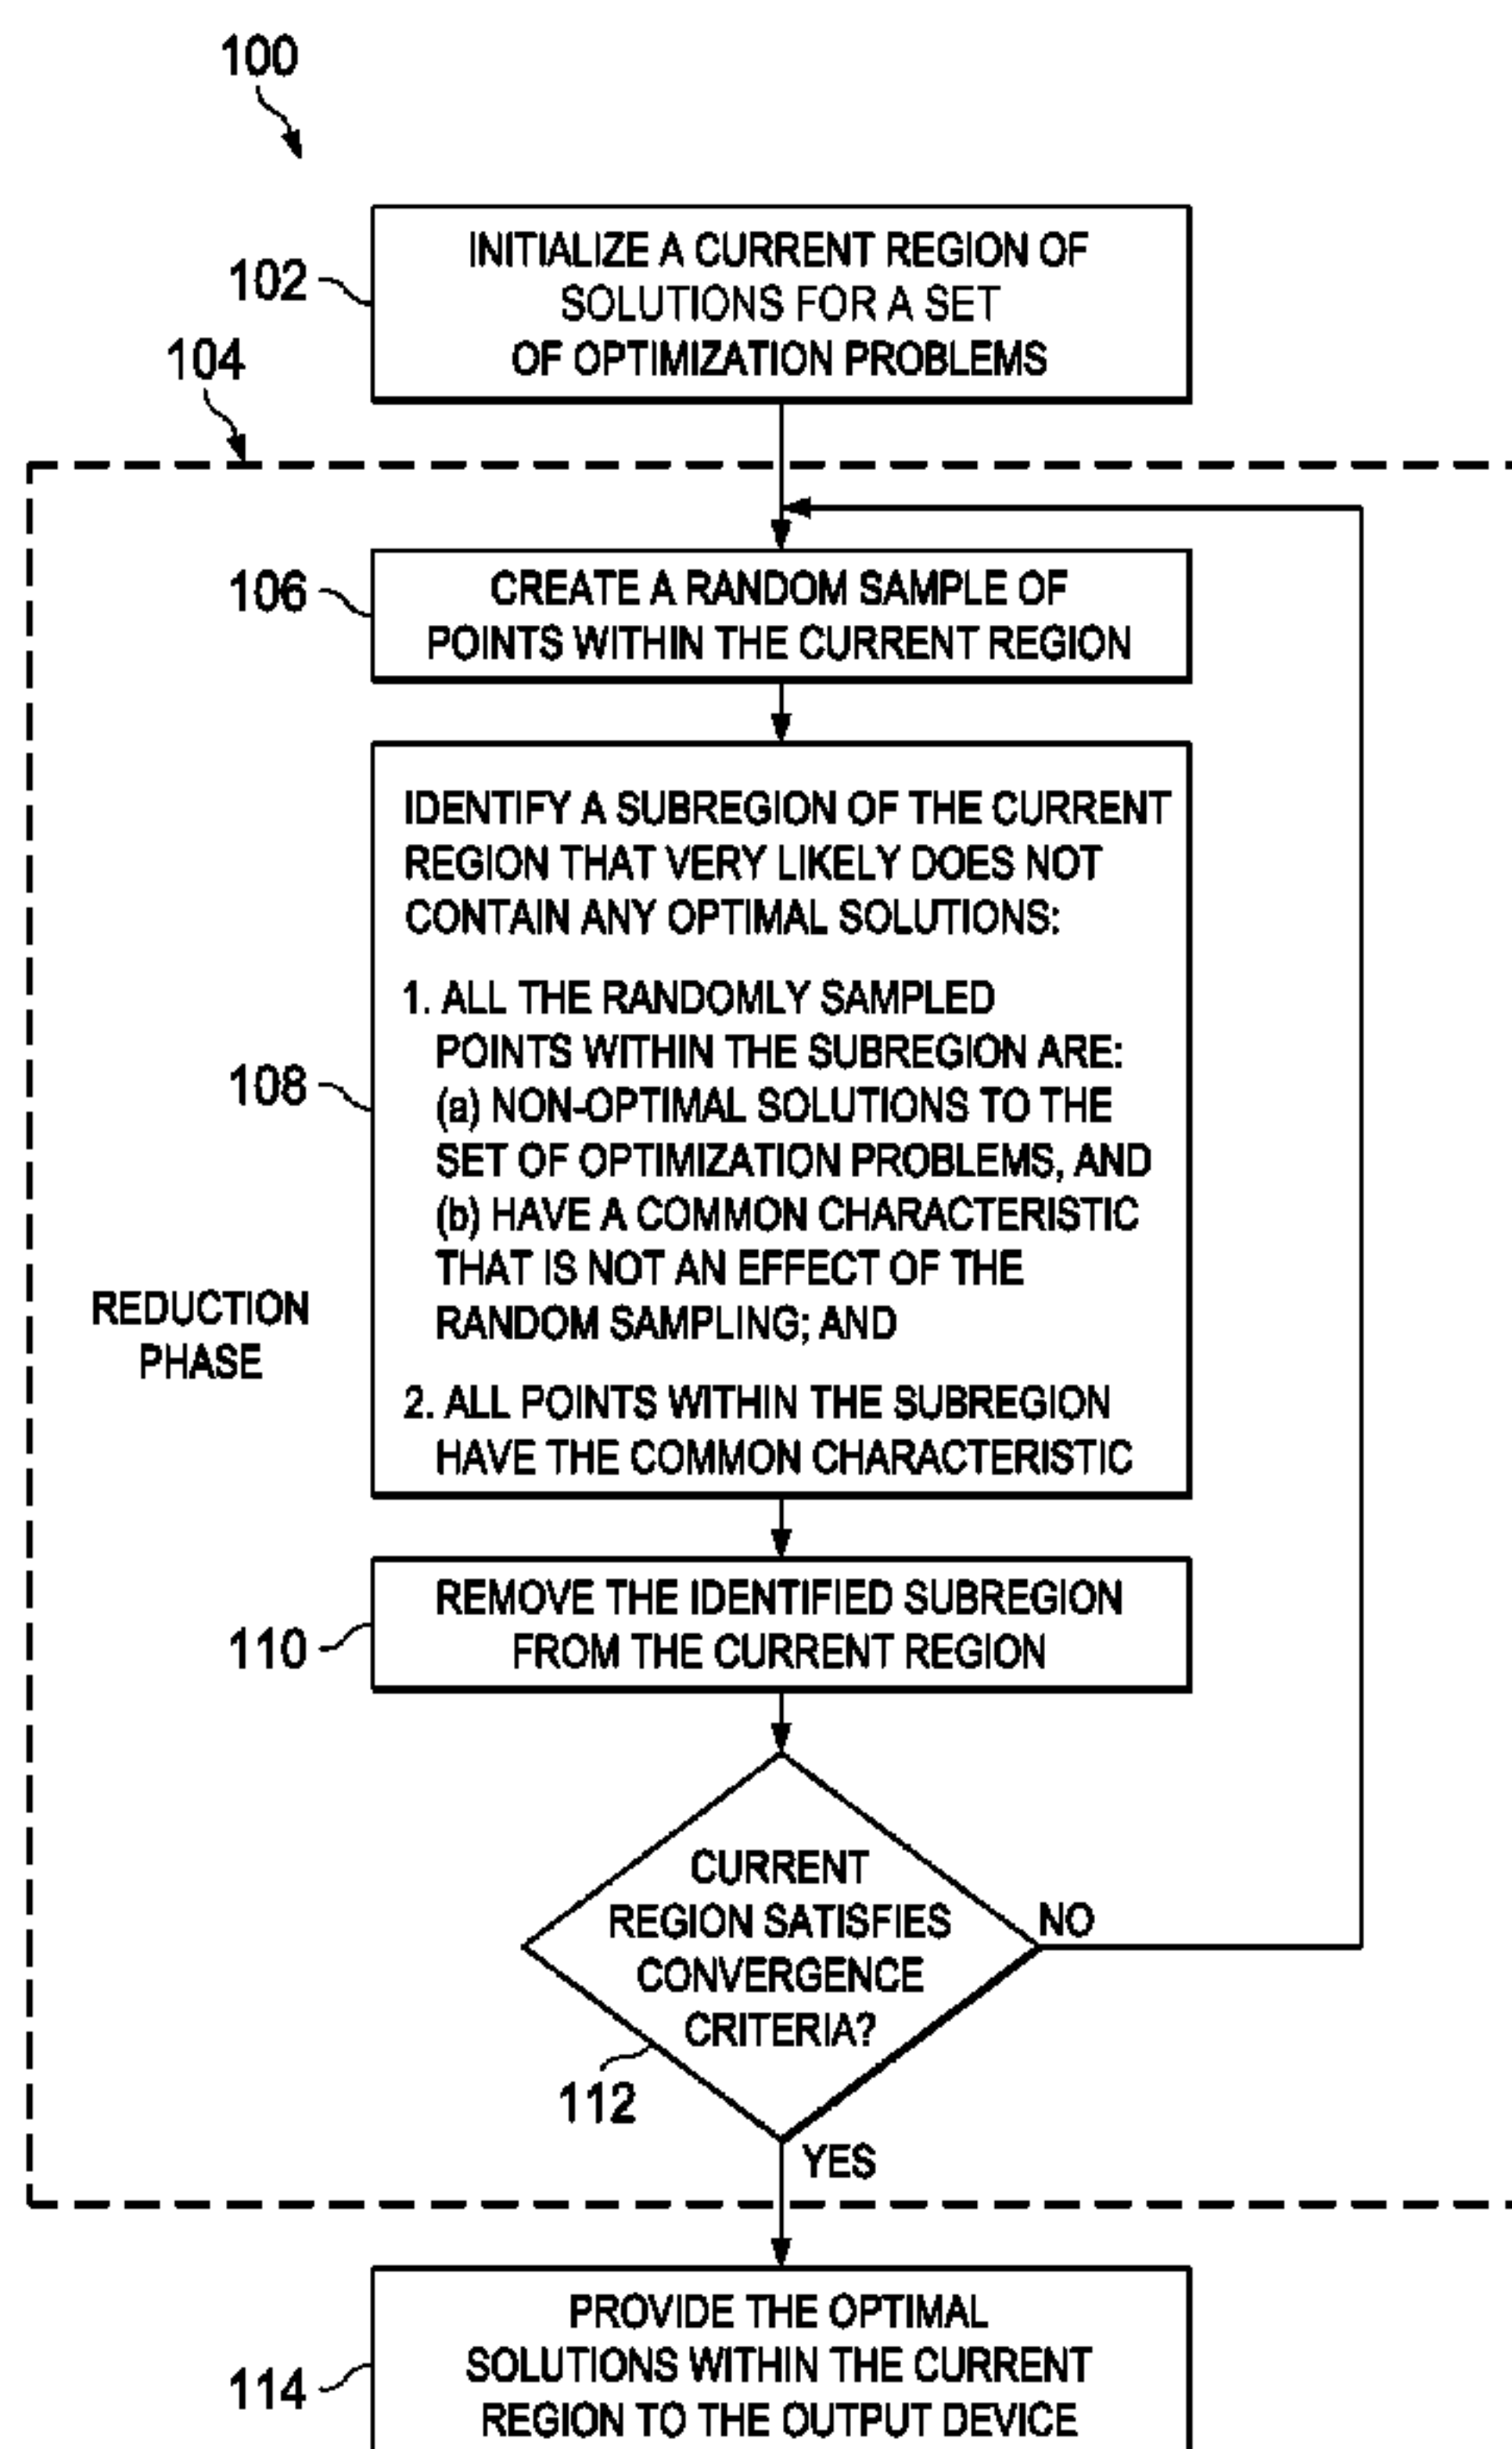 100
102
INITIALIZE A CURRENT REGION OF
SOLUTIONS FOR A SET
OF OPTIMIZATION PROBLEMS
104
106
CREATE A RANDOM SAMPLE OF
POINTS WITHIN THE CURRENT REGION
108
IDENTIFY A SUBREGION OF THE CURRENT
REGION THAT VERY LIKELY DOES NOT
CONTAIN ANY OPTIMAL SOLUTIONS:
1. ALL THE RANDOMLY SAMPLED
POINTS WITHIN THE SUBREGION ARE:
(a) NON-OPTIMAL SOLUTIONS TO THE
SET OF OPTIMIZATION PROBLEMS, AND
(b) HAVE A COMMON CHARACTERISTIC
THAT IS NOT AN EFFECT OF THE
RANDOM SAMPLING; AND
2. ALL POINTS WITHIN THE SUBREGION
HAVE THE COMMON CHARACTERISTIC
REDUCTION
PHASE
110
REMOVE THE IDENTIFIED SUBREGION
FROM THE CURRENT REGION
CURRENT
REGION SATISFIES
CONVERGENCE
CRITERIA?
NO
112
YES
114
PROVIDE THE OPTIMAL
SOLUTIONS WITHIN THE CURRENT
REGION TO THE OUTPUT DEVICE